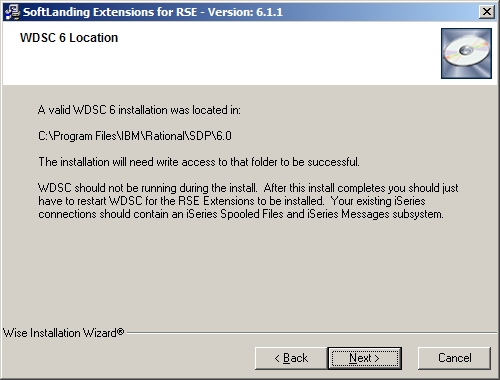 SoftLanding Extensions for RSE - Version: 6.1.1
WDSC 6 Location
A valid WDSC 6 installation was located in:
C:\Program Files\IBM\Rational\SDP\6.0
The installation will need write access to that folder to be successful.
WDSC should not be running during the install.  After this install completes you should just
have to restart WDSC for the RSE Extensions to be installed.  Your existing iSeries
connections should contain an iSeries Spooled Files and iSeries Messages subsystem.
Wise Installation Wizard®
< Back
Next >
Cancel